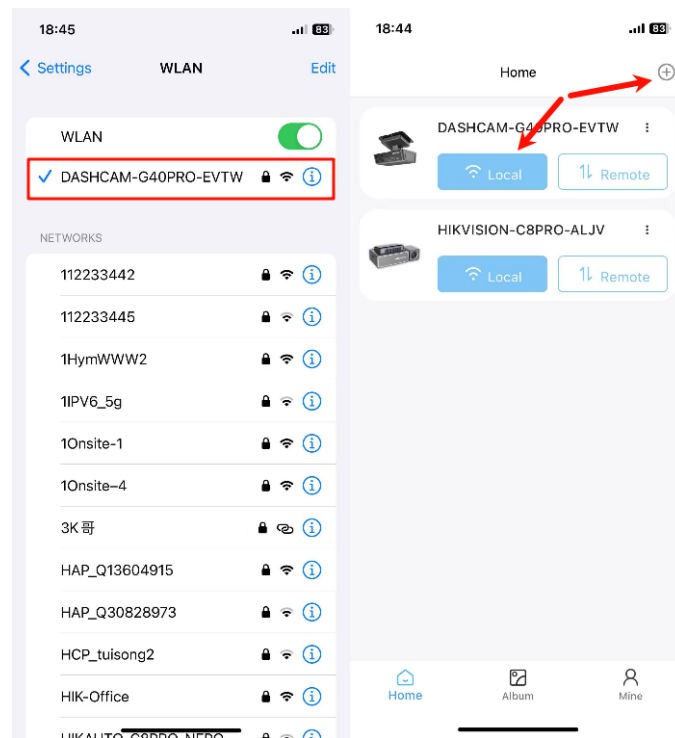 18:45
83
Settings
WLAN
Edit
WLAN
DASHCAM-G40PRO-EVTW
NETWORKS
112233442
112233445
1HymWWW2
1IPV6_5g
1Onsite-1
1Onsite–4
3K哥
HAP_Q13604915
HAP_Q30828973
HCP_tuisong2
HIK-Office
18:44
83
Home
DASHCAM-G40PRO-EVTW
Local
Remote
HIKVISION-C8PRO-ALJV
Local
Remote
Home
Album
Mine